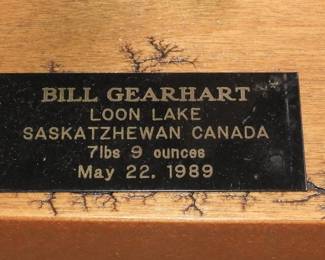 BILL GEARHART
LOON LAKE
SASKATZHEWAN CANADA
7lbs 9 ounces
May 22, 1989